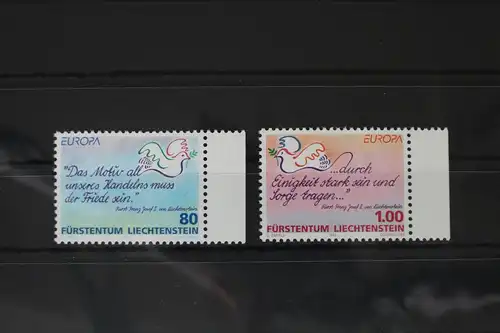 EUROPA
"Das Motiv all
unseres Handelns muss
der Friede sein."
Fürst Franz Josef II. von Liechtenstein
80
FÜRSTENTUM LIECHTENSTEIN
EUROPA
"...durch
Einigkeit stark sein und
Sorge tragen..."
Fürst Franz Josef II. von Liechtenstein
1.00
FÜRSTENTUM LIECHTENSTEIN